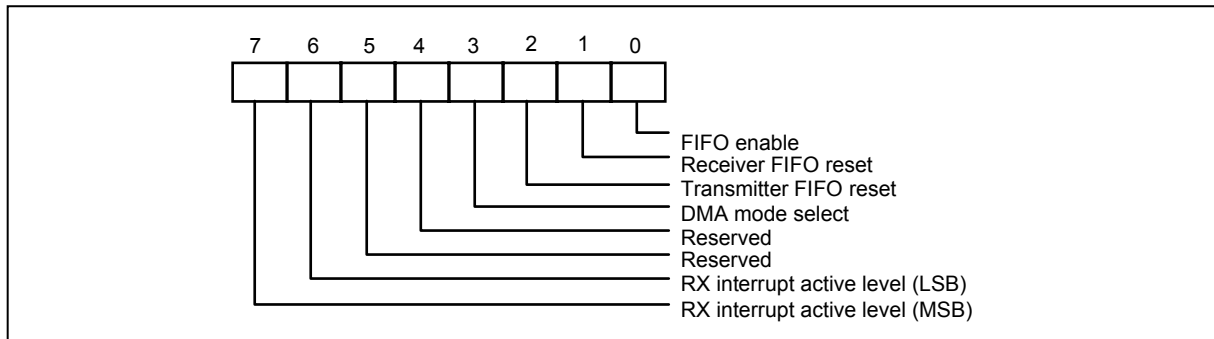 7 6 5 4 3 2 1 0
FIFO enable
Receiver FIFO reset
Transmitter FIFO reset
DMA mode select
Reserved
Reserved
RX interrupt active level (LSB)
RX interrupt active level (MSB)